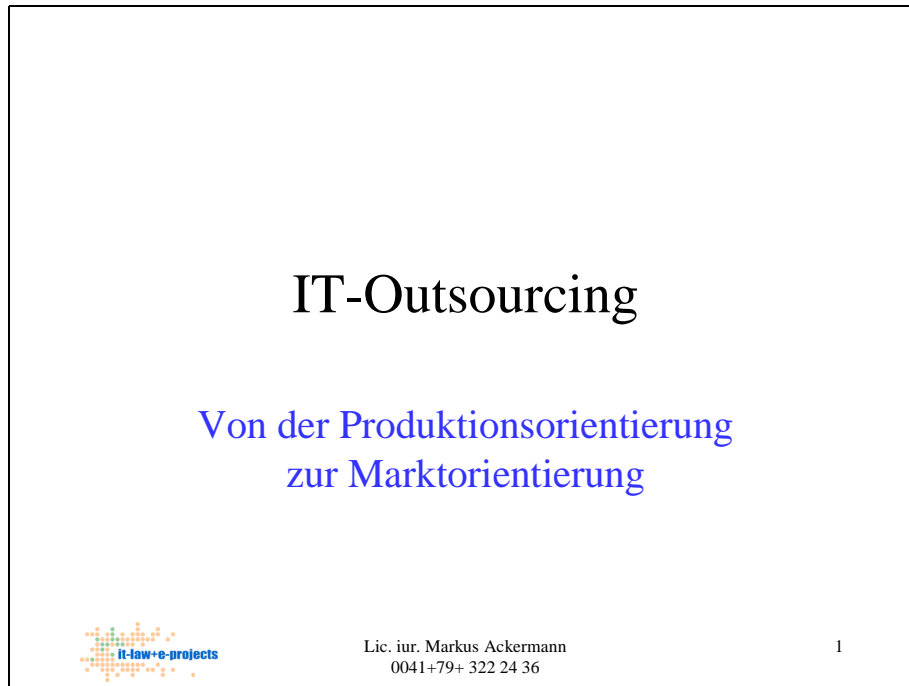 IT-Outsourcing
Von der Produktionsorientierung
zur Marktorientierung
it-law+e-projects
Lic. iur. Markus Ackermann
0041+79+ 322 24 36
1